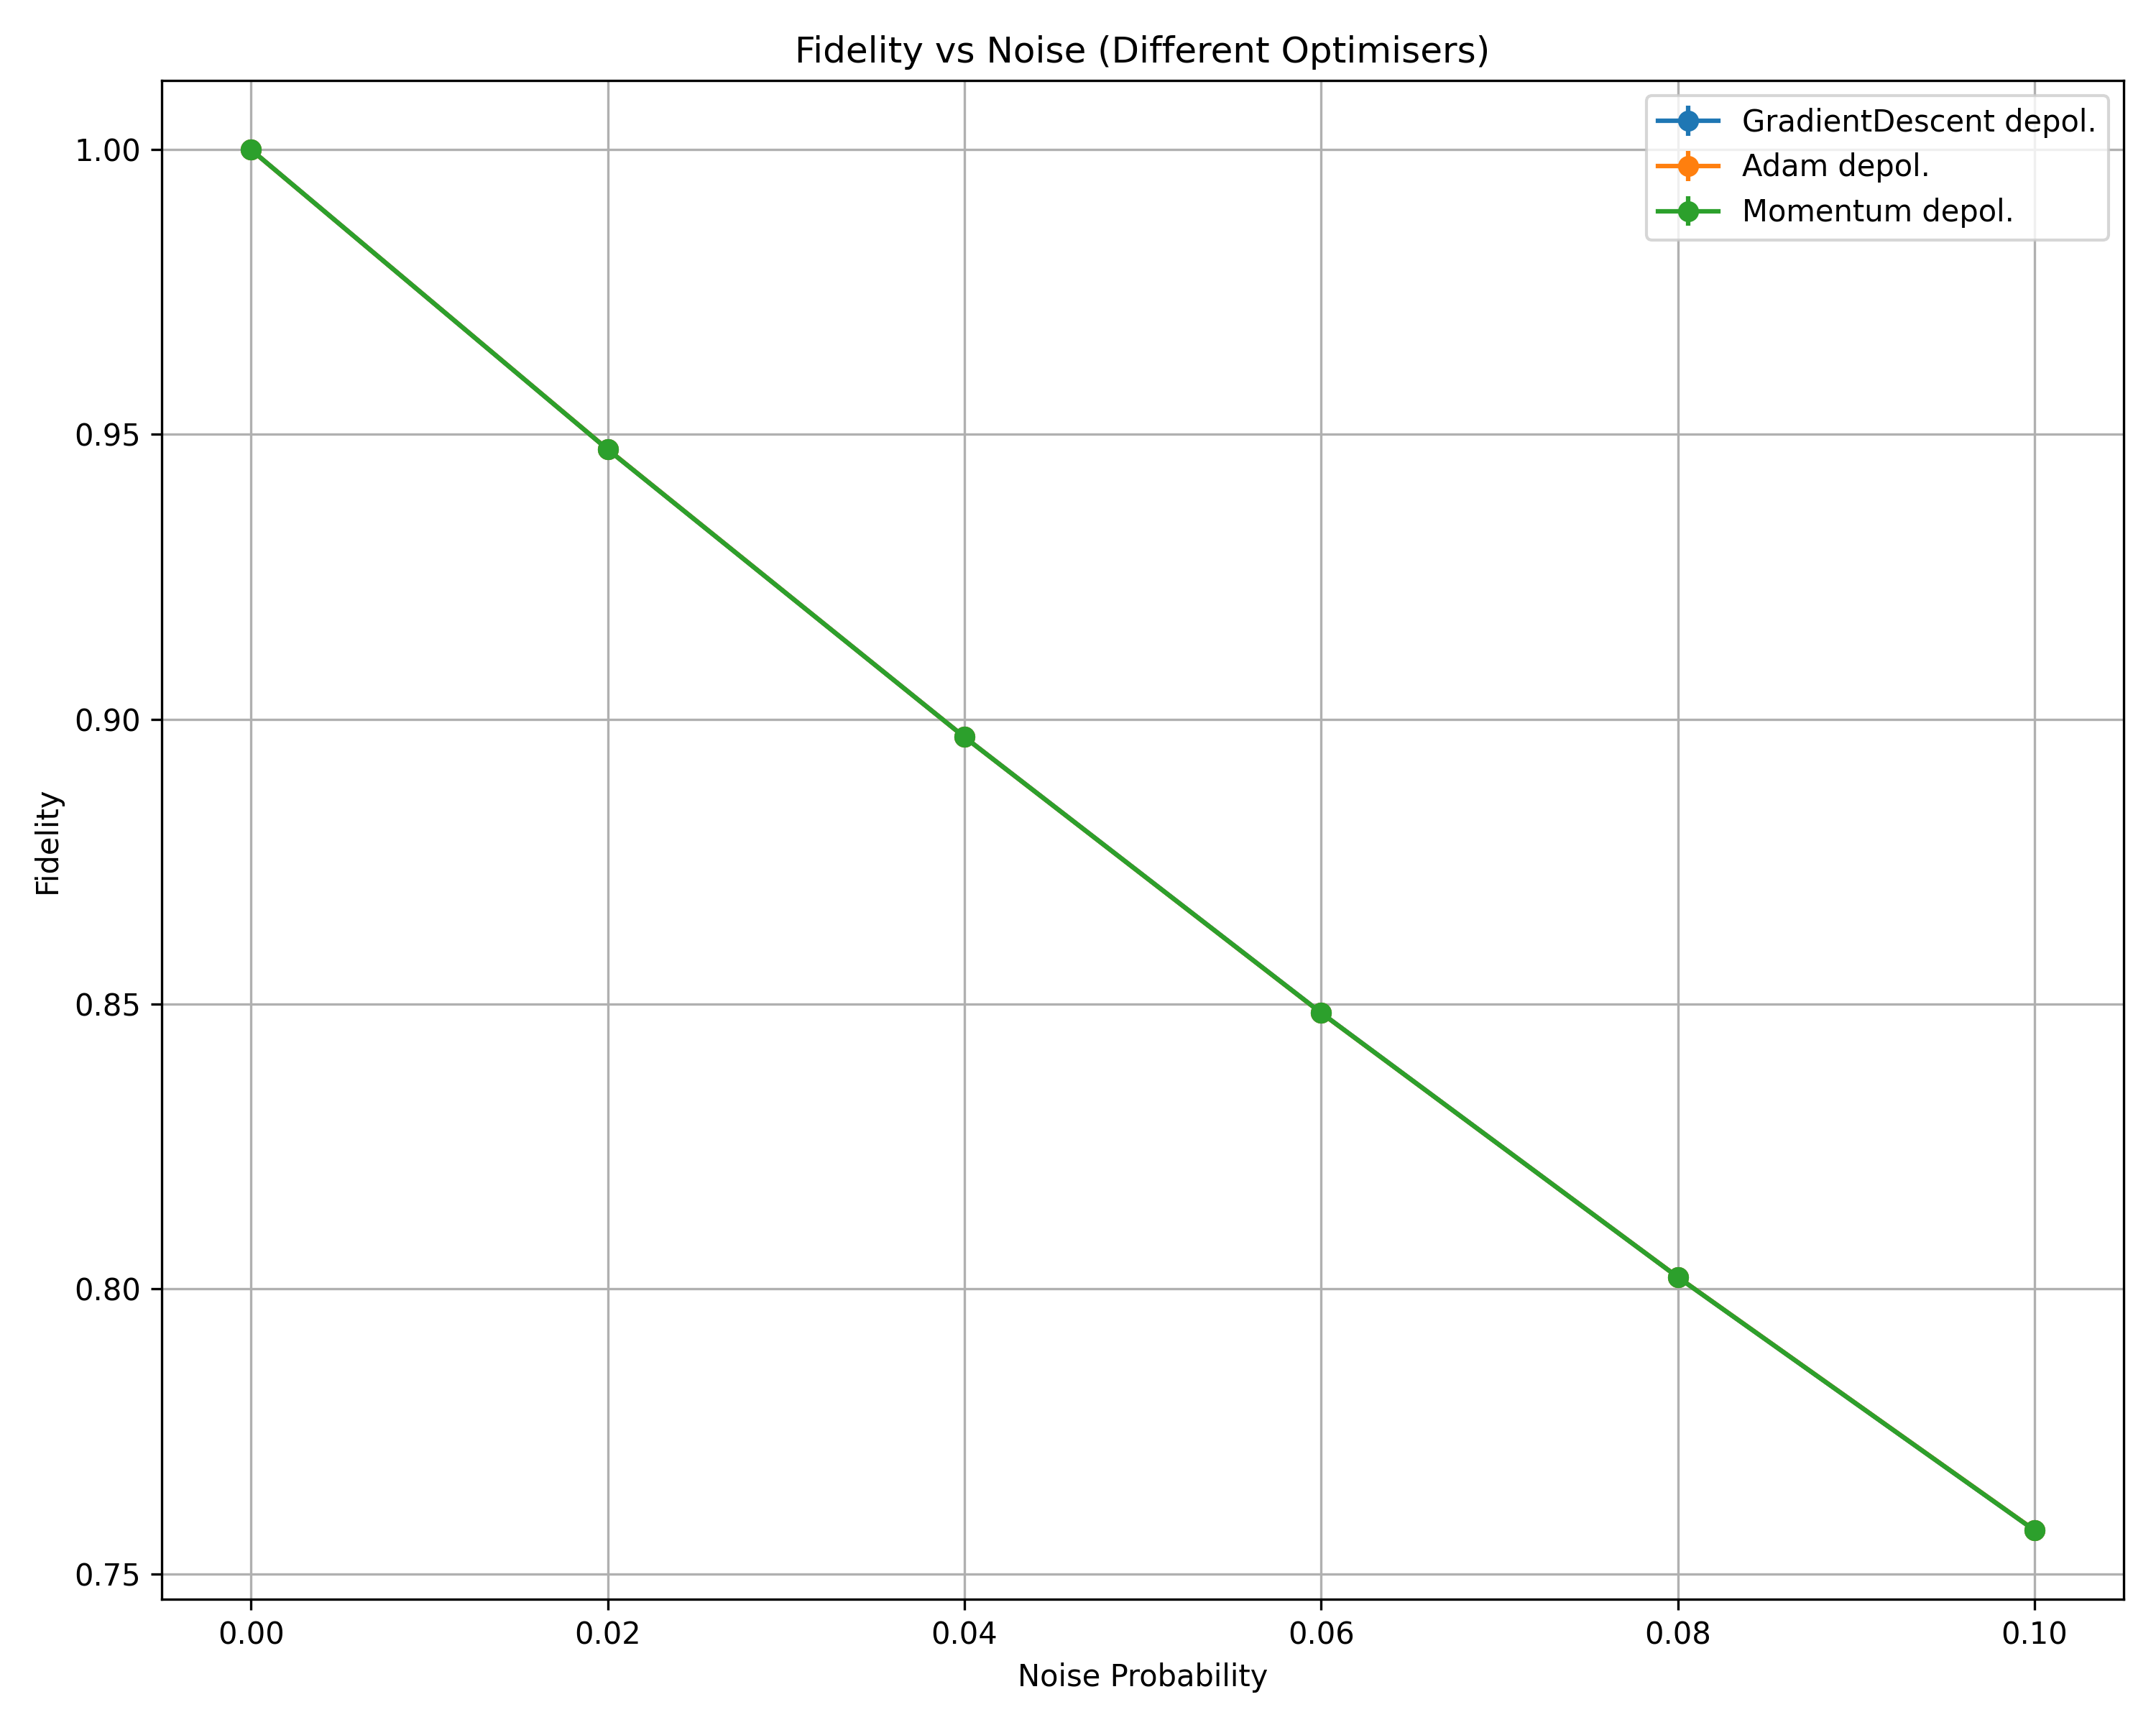 Fidelity vs Noise (Different Optimisers)
GradientDescent depol.
Adam depol.
Momentum depol.
Fidelity
1.00
0.95
0.90
0.85
0.80
0.75
0.00 0.02 0.04 0.06 0.08 0.10
Noise Probability